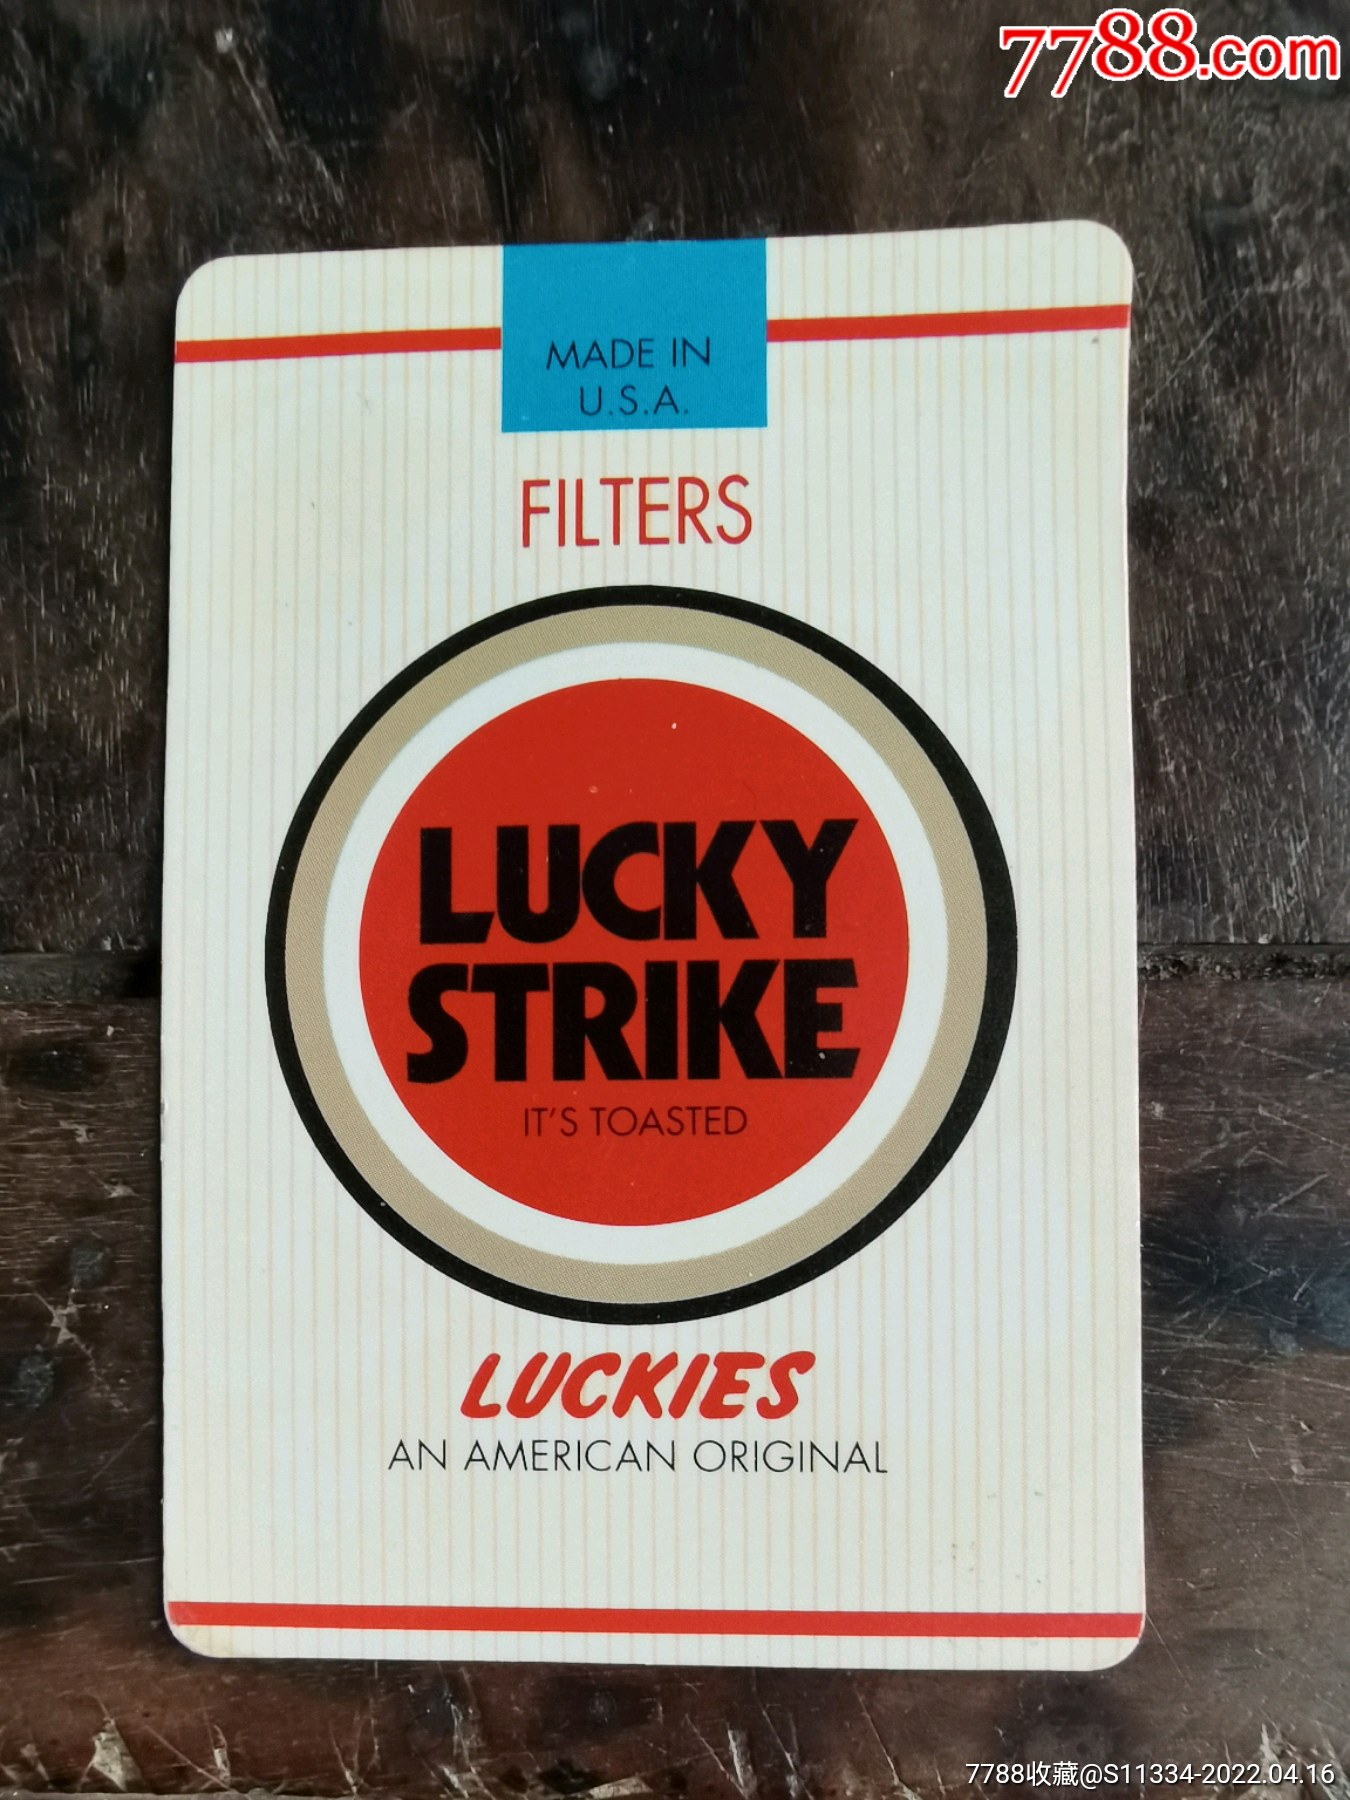 7788.com
MADE IN
U.S.A.
FILTERS
LUCKY
STRIKE
IT'S TOASTED
LUCKIES
AN AMERICAN ORIGINAL
7788收藏@S11334-2022.04.16